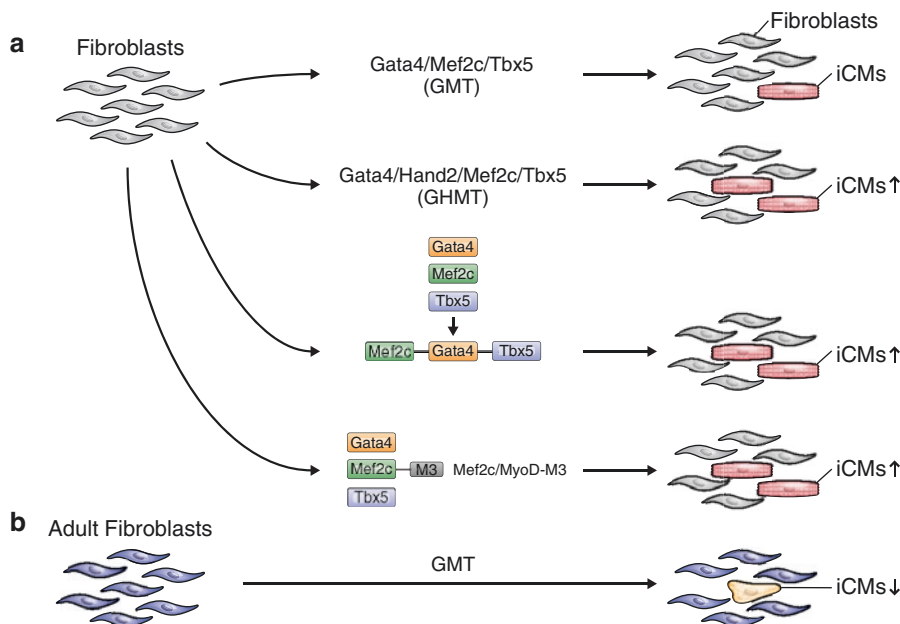 a
Fibroblasts
Gata4/Mef2c/Tbx5
(GMT)
Fibroblasts
iCMs
Gata4/Hand2/Mef2c/Tbx5
(GHMT)
iCMs↑
Gata4
Mef2c
Tbx5
Mef2c Gata4 Tbx5
iCMs↑
Gata4
Mef2c M3 Mef2c/MyoD-M3
Tbx5
iCMs↑
b
Adult Fibroblasts
GMT
iCMs↓